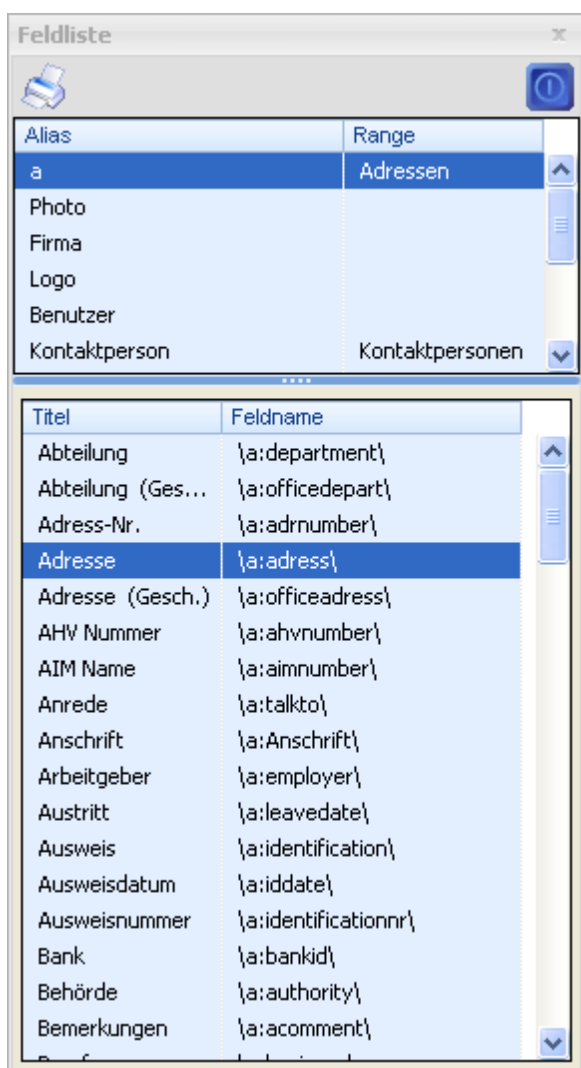 Feldliste
Alias Range
a Adressen
Photo
Firma
Logo
Benutzer
Kontaktperson Kontaktpersonen
Titel Feldname
Abteilung \a:department\
Abteilung (Ges... \a:officedepart\
Adress-Nr. \a:adrnumber\
Adresse \a:adress\
Adresse (Gesch.) \a:officeadress\
AHV Nummer \a:ahvnumber\
AIM Name \a:aimnumber\
Anrede \a:talkto\
Anschrift \a:Anschrift\
Arbeitgeber \a:employer\
Austritt \a:leavedate\
Ausweis \a:identification\
Ausweisdatum \a:iddate\
Ausweisnummer \a:identificationnr\
Bank \a:bankid\
Behörde \a:authority\
Bemerkungen \a:acomment\